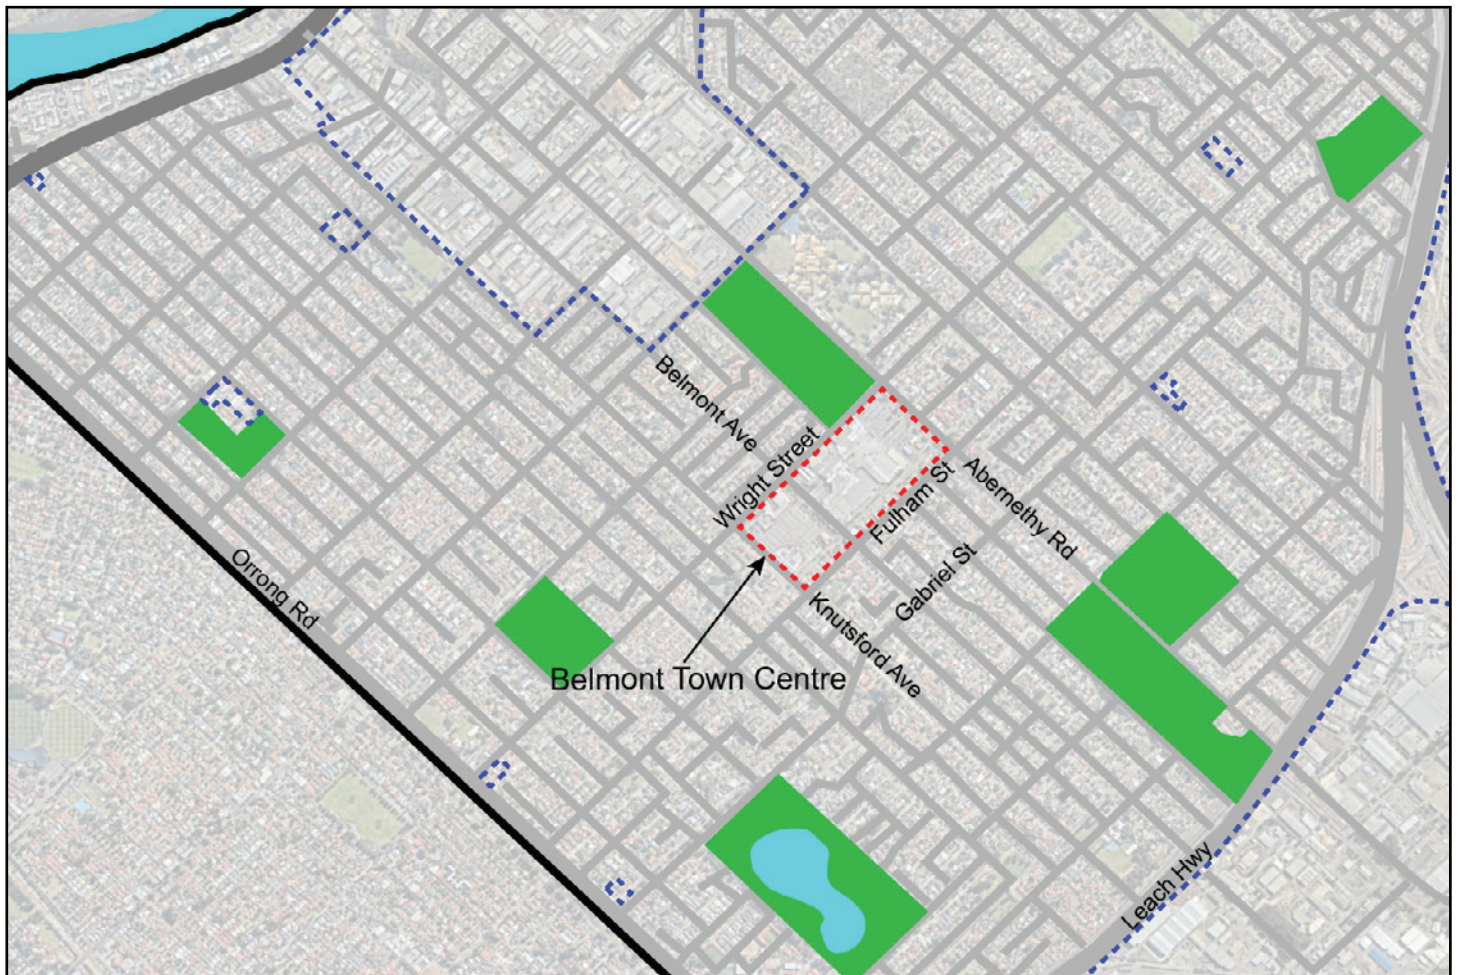 Belmont Ave
Wright Street
Fulham St
Abernethy Rd
Gabriel St
Orrong Rd
Knutsford Ave
Belmont Town Centre
Leach Hwy